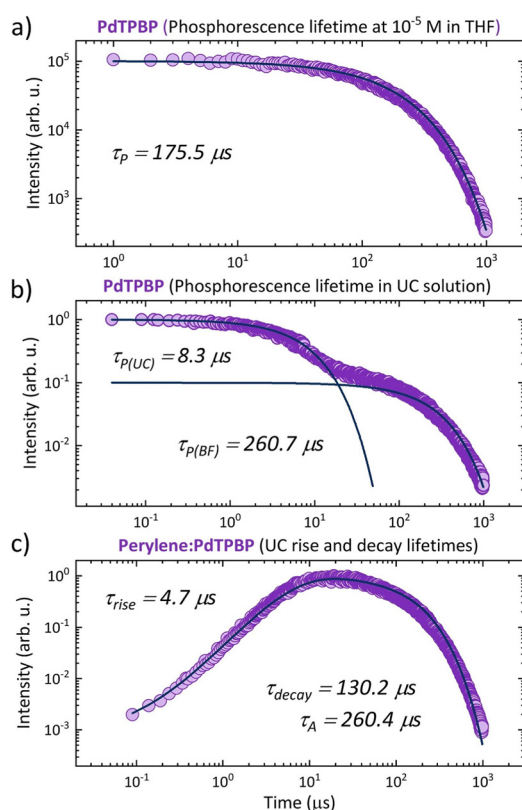 a)
PdTPBP (Phosphorescence lifetime at 10⁻⁵ M in THF)
Intensity (arb. u.)
10⁵
10⁴
10³
τP = 175.5 μs
10⁰ 10¹ 10² 10³
b)
PdTPBP (Phosphorescence lifetime in UC solution)
Intensity (arb. u.)
10⁰
10⁻¹
10⁻²
τP(UC) = 8.3 μs
τP(BF) = 260.7 μs
10⁻¹ 10⁰ 10¹ 10² 10³
c)
Perylene:PdTPBP (UC rise and decay lifetimes)
Intensity (arb. u.)
10⁰
10⁻¹
10⁻²
10⁻³
τrise = 4.7 μs
τdecay = 130.2 μs
τA = 260.4 μs
10⁻¹ 10⁰ 10¹ 10² 10³
Time (μs)